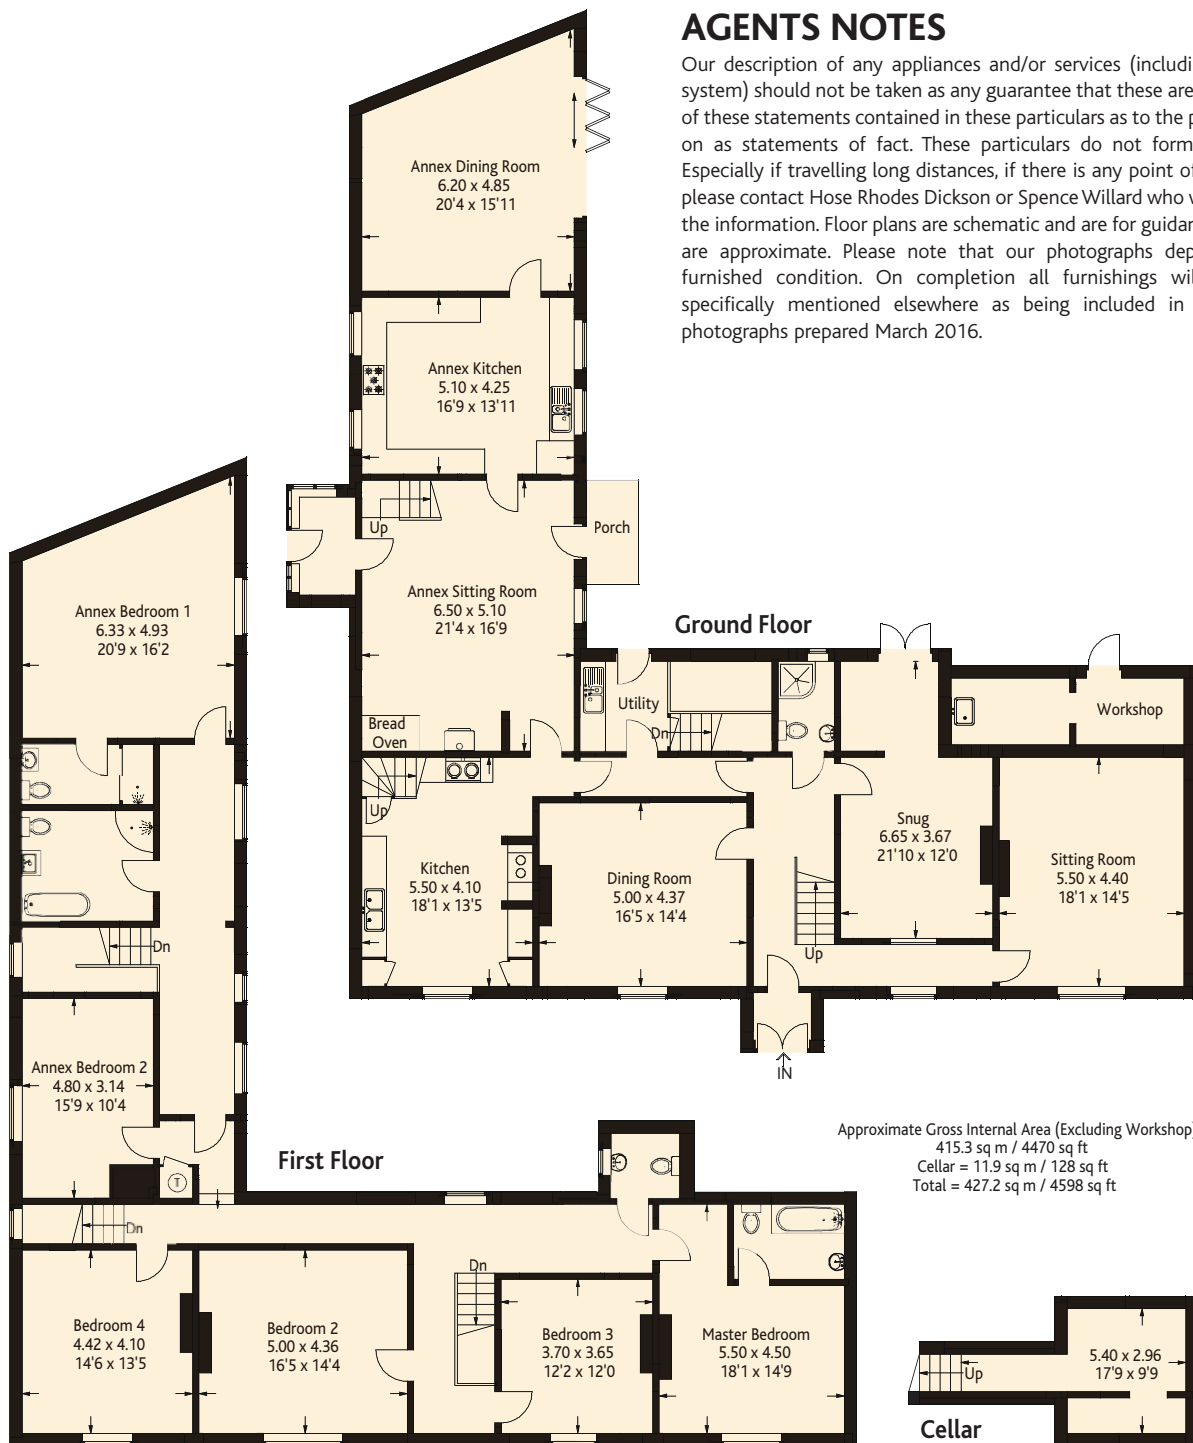 AGENTS NOTES
Our description of any appliances and/or services (includi
system) should not be taken as any guarantee that these are
of these statements contained in these particulars as to the p
on as statements of fact. These particulars do not form
Especially if travelling long distances, if there is any point of
please contact Hose Rhodes Dickson or Spence Willard who w
the information. Floor plans are schematic and are for guidan
are approximate. Please note that our photographs dep
furnished condition. On completion all furnishings wil
specifically mentioned elsewhere as being included in
photographs prepared March 2016.
Annex Dining Room
6.20 x 4.85
20'4 x 15'11
Annex Kitchen
5.10 x 4.25
16'9 x 13'11
Up
Porch
Annex Sitting Room
6.50 x 5.10
21'4 x 16'9
Bread
Oven
Ground Floor
Utility
Dn
Workshop
Up
Kitchen
5.50 x 4.10
18'1 x 13'5
Dining Room
5.00 x 4.37
16'5 x 14'4
Snug
6.65 x 3.67
21'10 x 12'0
Sitting Room
5.50 x 4.40
18'1 x 14'5
Up
IN
Annex Bedroom 1
6.33 x 4.93
20'9 x 16'2
Dn
Annex Bedroom 2
4.80 x 3.14
15'9 x 10'4
T
First Floor
Approximate Gross Internal Area (Excluding Workshop)
415.3 sq m / 4470 sq ft
Cellar = 11.9 sq m / 128 sq ft
Total = 427.2 sq m / 4598 sq ft
Dn
Dn
Bedroom 4
4.42 x 4.10
14'6 x 13'5
Bedroom 2
5.00 x 4.36
16'5 x 14'4
Bedroom 3
3.70 x 3.65
12'2 x 12'0
Master Bedroom
5.50 x 4.50
18'1 x 14'9
5.40 x 2.96
17'9 x 9'9
Up
Cellar